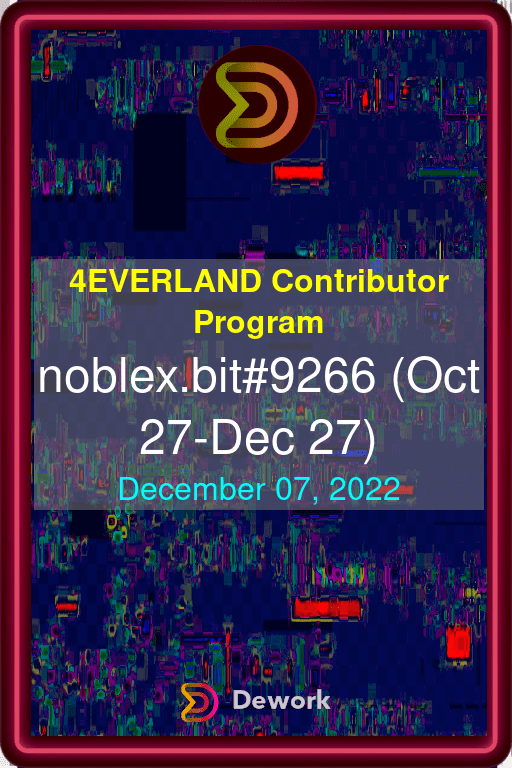 4EVERLAND Contributor
Program
noblex.bit#9266 (Oct
27-Dec 27)
December 07, 2022
Dework